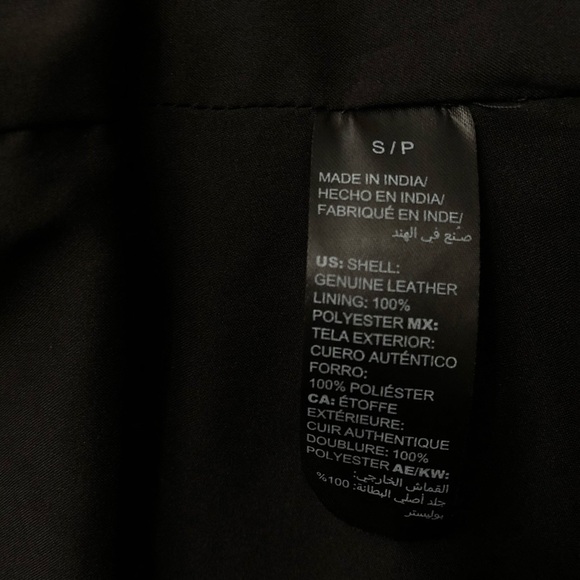 S / P
MADE IN INDIA/
HECHO EN INDIA/
FABRIQUÉ EN INDE/
صنع في الهند
US: SHELL:
GENUINE LEATHER
LINING: 100%
POLYESTER MX:
TELA EXTERIOR:
CUERO AUTÉNTICO
FORRO:
100% POLIÉSTER
CA: ÉTOFFE
EXTÉRIEURE:
CUIR AUTHENTIQUE
DOUBLURE: 100%
POLYESTER AE/KW:
القماش الخارجي:
جلد أصلي البطانة: 100%
بوليستر